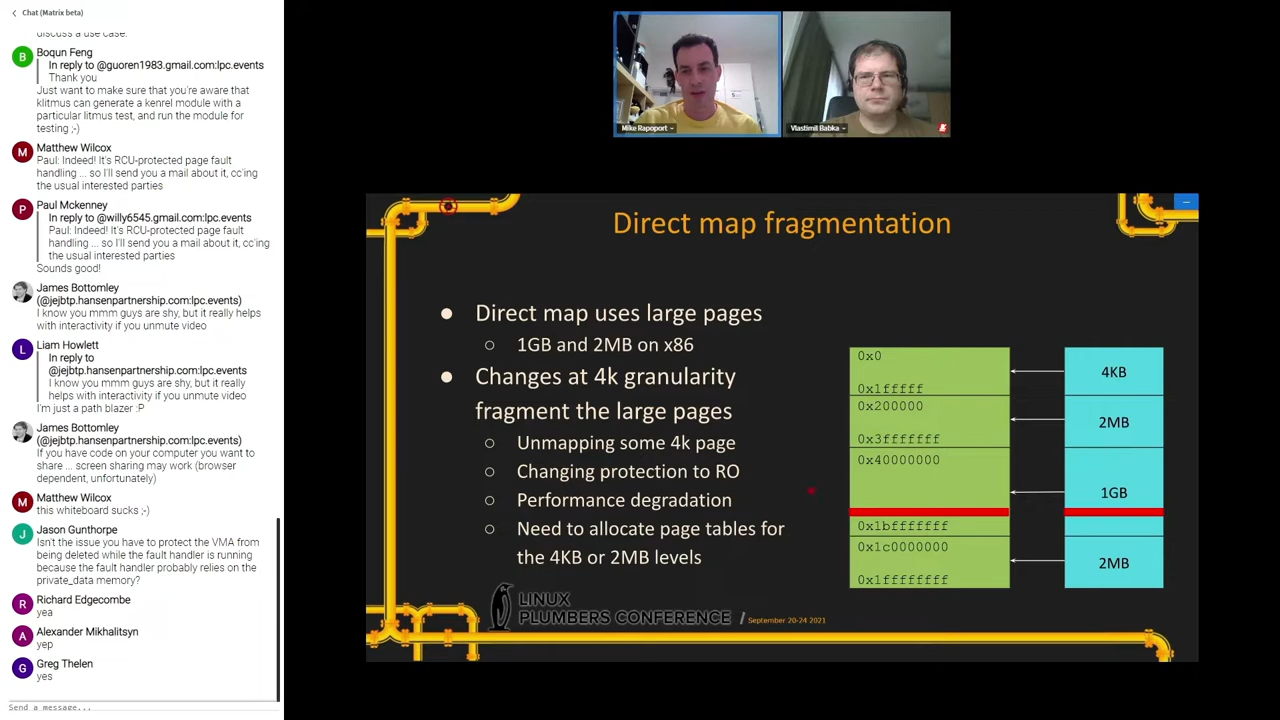 Chat (Matrix beta)
discuss a use case.
B
Boqun Feng
In reply to @guoren1983.gmail.com:lpc.events
Thank you
Just want to make sure that you're aware that
klitmus can generate a kenrel module with a
particular litmus test, and run the module for
testing ;-)
M
Matthew Wilcox
Paul: Indeed! It's RCU-protected page fault
handling ... so I'll send you a mail about it, cc'ing
the usual interested parties
P
Paul Mckenney
In reply to @willy6545.gmail.com:lpc.events
Paul: Indeed! It's RCU-protected page fault
handling ... so I'll send you a mail about it, cc'ing
the usual interested parties
Sounds good!
James Bottomley
(@jejbtp.hansenpartnership.com:lpc.events)
I know you mmm guys are shy, but it really helps
with interactivity if you unmute video
L
Liam Howlett
In reply to
@jejbtp.hansenpartnership.com:lpc.events
I know you mmm guys are shy, but it really
helps with interactivity if you unmute video
I'm just a path blazer :P
James Bottomley
(@jejbtp.hansenpartnership.com:lpc.events)
If you have code on your computer you want to
share ... screen sharing may work (browser
dependent, unfortunately)
M
Matthew Wilcox
this whiteboard sucks ;-)
J
Jason Gunthorpe
Isn't the issue you have to protect the VMA from
being deleted while the fault handler is running
because the fault handler probably relies on the
private_data memory?
R
Richard Edgecombe
yea
A
Alexander Mikhalitsyn
yep
G
Greg Thelen
yes
Send a message...
Mike Rapoport
Vlastimil Babka
Direct map fragmentation
● Direct map uses large pages
○ 1GB and 2MB on x86
● Changes at 4k granularity
fragment the large pages
○ Unmapping some 4k page
○ Changing protection to RO
○ Performance degradation
○ Need to allocate page tables for
the 4KB or 2MB levels
0x0
0x1fffff
0x200000
0x3fffffff
0x40000000
0x1bfffffff
0x1c0000000
0x1ffffffff
4KB
2MB
1GB
2MB
LINUX
PLUMBERS CONFERENCE / September 20-24 2021